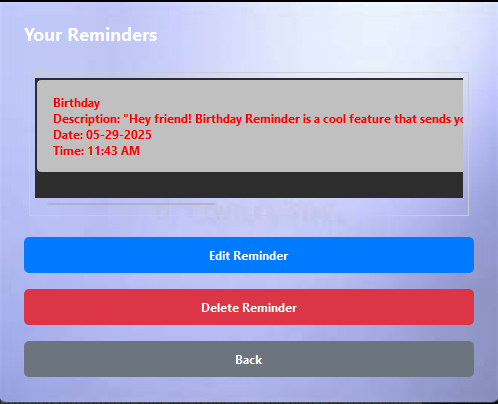 Your Reminders
Birthday
Description: "Hey friend! Birthday Reminder is a cool feature that sends
Date: 05-29-2025
Time: 11:43 AM
Edit Reminder
Delete Reminder
Back